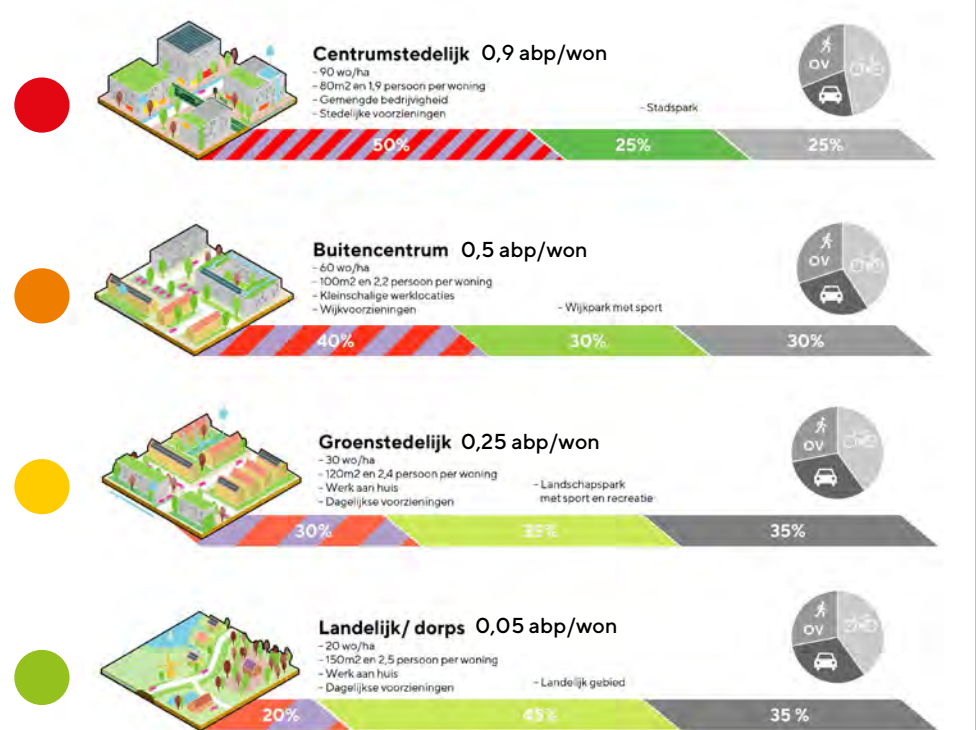 Centrumstedelijk 0,9 abp/won
- 90 wo/ha
- 80m2 en 1,9 persoon per woning
- Gemengde bedrijvigheid
- Stedelijke voorzieningen
- Stadspark
OV
50%
25%
25%
Buitencentrum 0,5 abp/won
- 60 wo/ha
- 100m2 en 2,2 persoon per woning
- Kleinschalige werklocaties
- Wijkvoorzieningen
- Wijkpark met sport
OV
40%
30%
30%
Groenstedelijk 0,25 abp/won
- 30 wo/ha
- 120m2 en 2,4 persoon per woning
- Werk aan huis
- Dagelijkse voorzieningen
- Landschapspark
met sport en recreatie
OV
30%
35%
35%
Landelijk/ dorps 0,05 abp/won
- 20 wo/ha
- 150m2 en 2,5 persoon per woning
- Werk aan huis
- Dagelijkse voorzieningen
- Landelijk gebied
OV
20%
45%
35 %